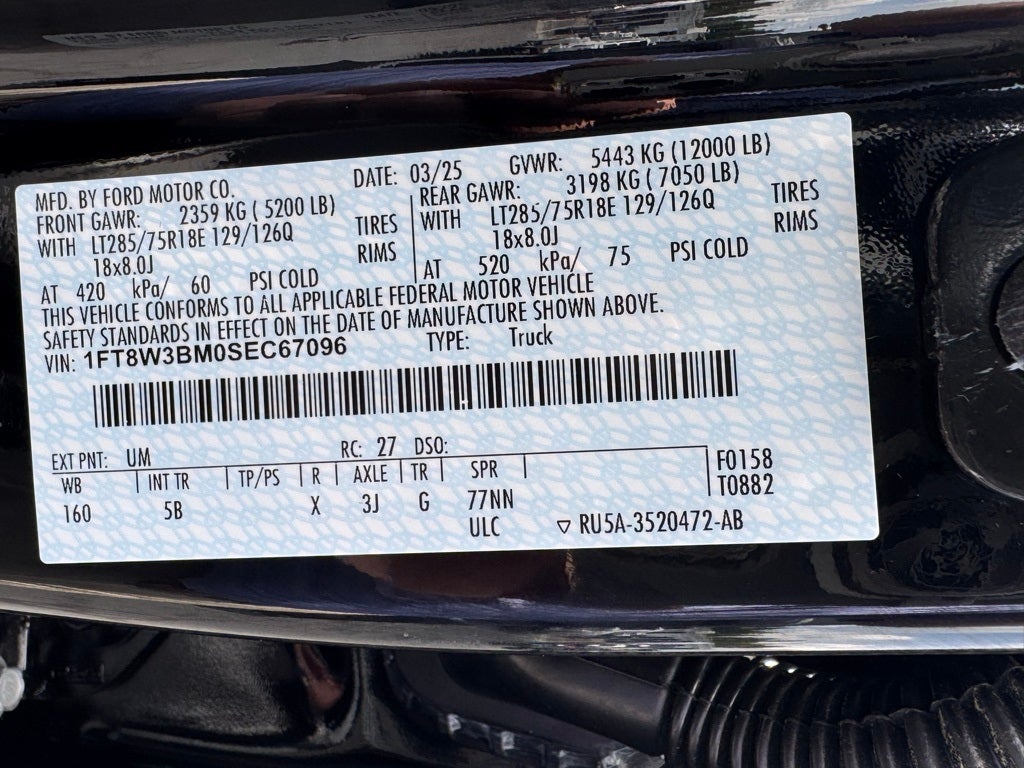 MFD. BY FORD MOTOR CO. DATE: 03/25 GVWR: 5443 KG (12000 LB)
FRONT GAWR: 2359 KG ( 5200 LB) REAR GAWR: 3198 KG ( 7050 LB)
WITH LT285/75R18E 129/126Q TIRES WITH LT285/75R18E 129/126Q TIRES
18x8.0J RIMS 18x8.0J RIMS
AT 420 kPa/ 60 PSI COLD AT 520 kPa/ 75 PSI COLD
THIS VEHICLE CONFORMS TO ALL APPLICABLE FEDERAL MOTOR VEHICLE
SAFETY STANDARDS IN EFFECT ON THE DATE OF MANUFACTURE SHOWN ABOVE.
VIN: 1FT8W3BM0SEC67096 TYPE: Truck
EXT PNT: UM RC: 27 DSO:
WB INT TR TP/PS R AXLE TR SPR F0158
160 5B X 3J G 77NN T0882
ULC ▽ RU5A-3520472-AB